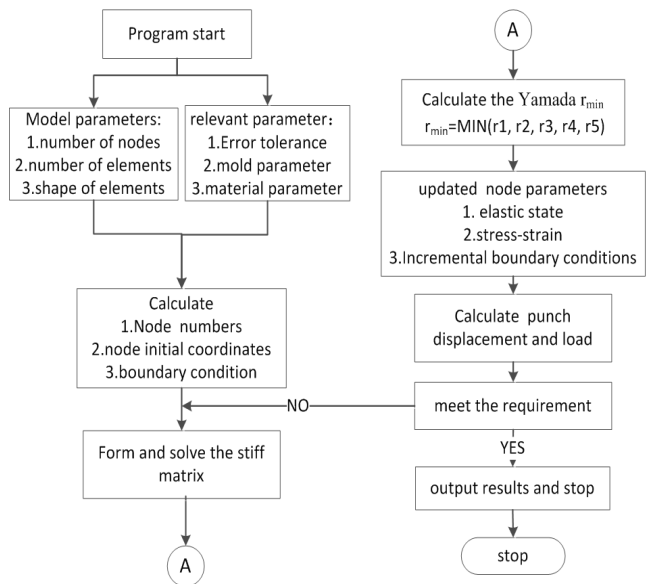 Program start
Model parameters:
1.number of nodes
2.number of elements
3.shape of elements
relevant parameter：
1.Error tolerance
2.mold parameter
3.material parameter
Calculate
1.Node numbers
2.node initial coordinates
3.boundary condition
NO
Form and solve the stiff
matrix
A
A
Calculate the Yamada rmin
rmin=MIN(r1, r2, r3, r4, r5)
updated node parameters
1. elastic state
2.stress-strain
3.Incremental boundary conditions
Calculate punch
displacement and load
meet the requirement
YES
output results and stop
stop